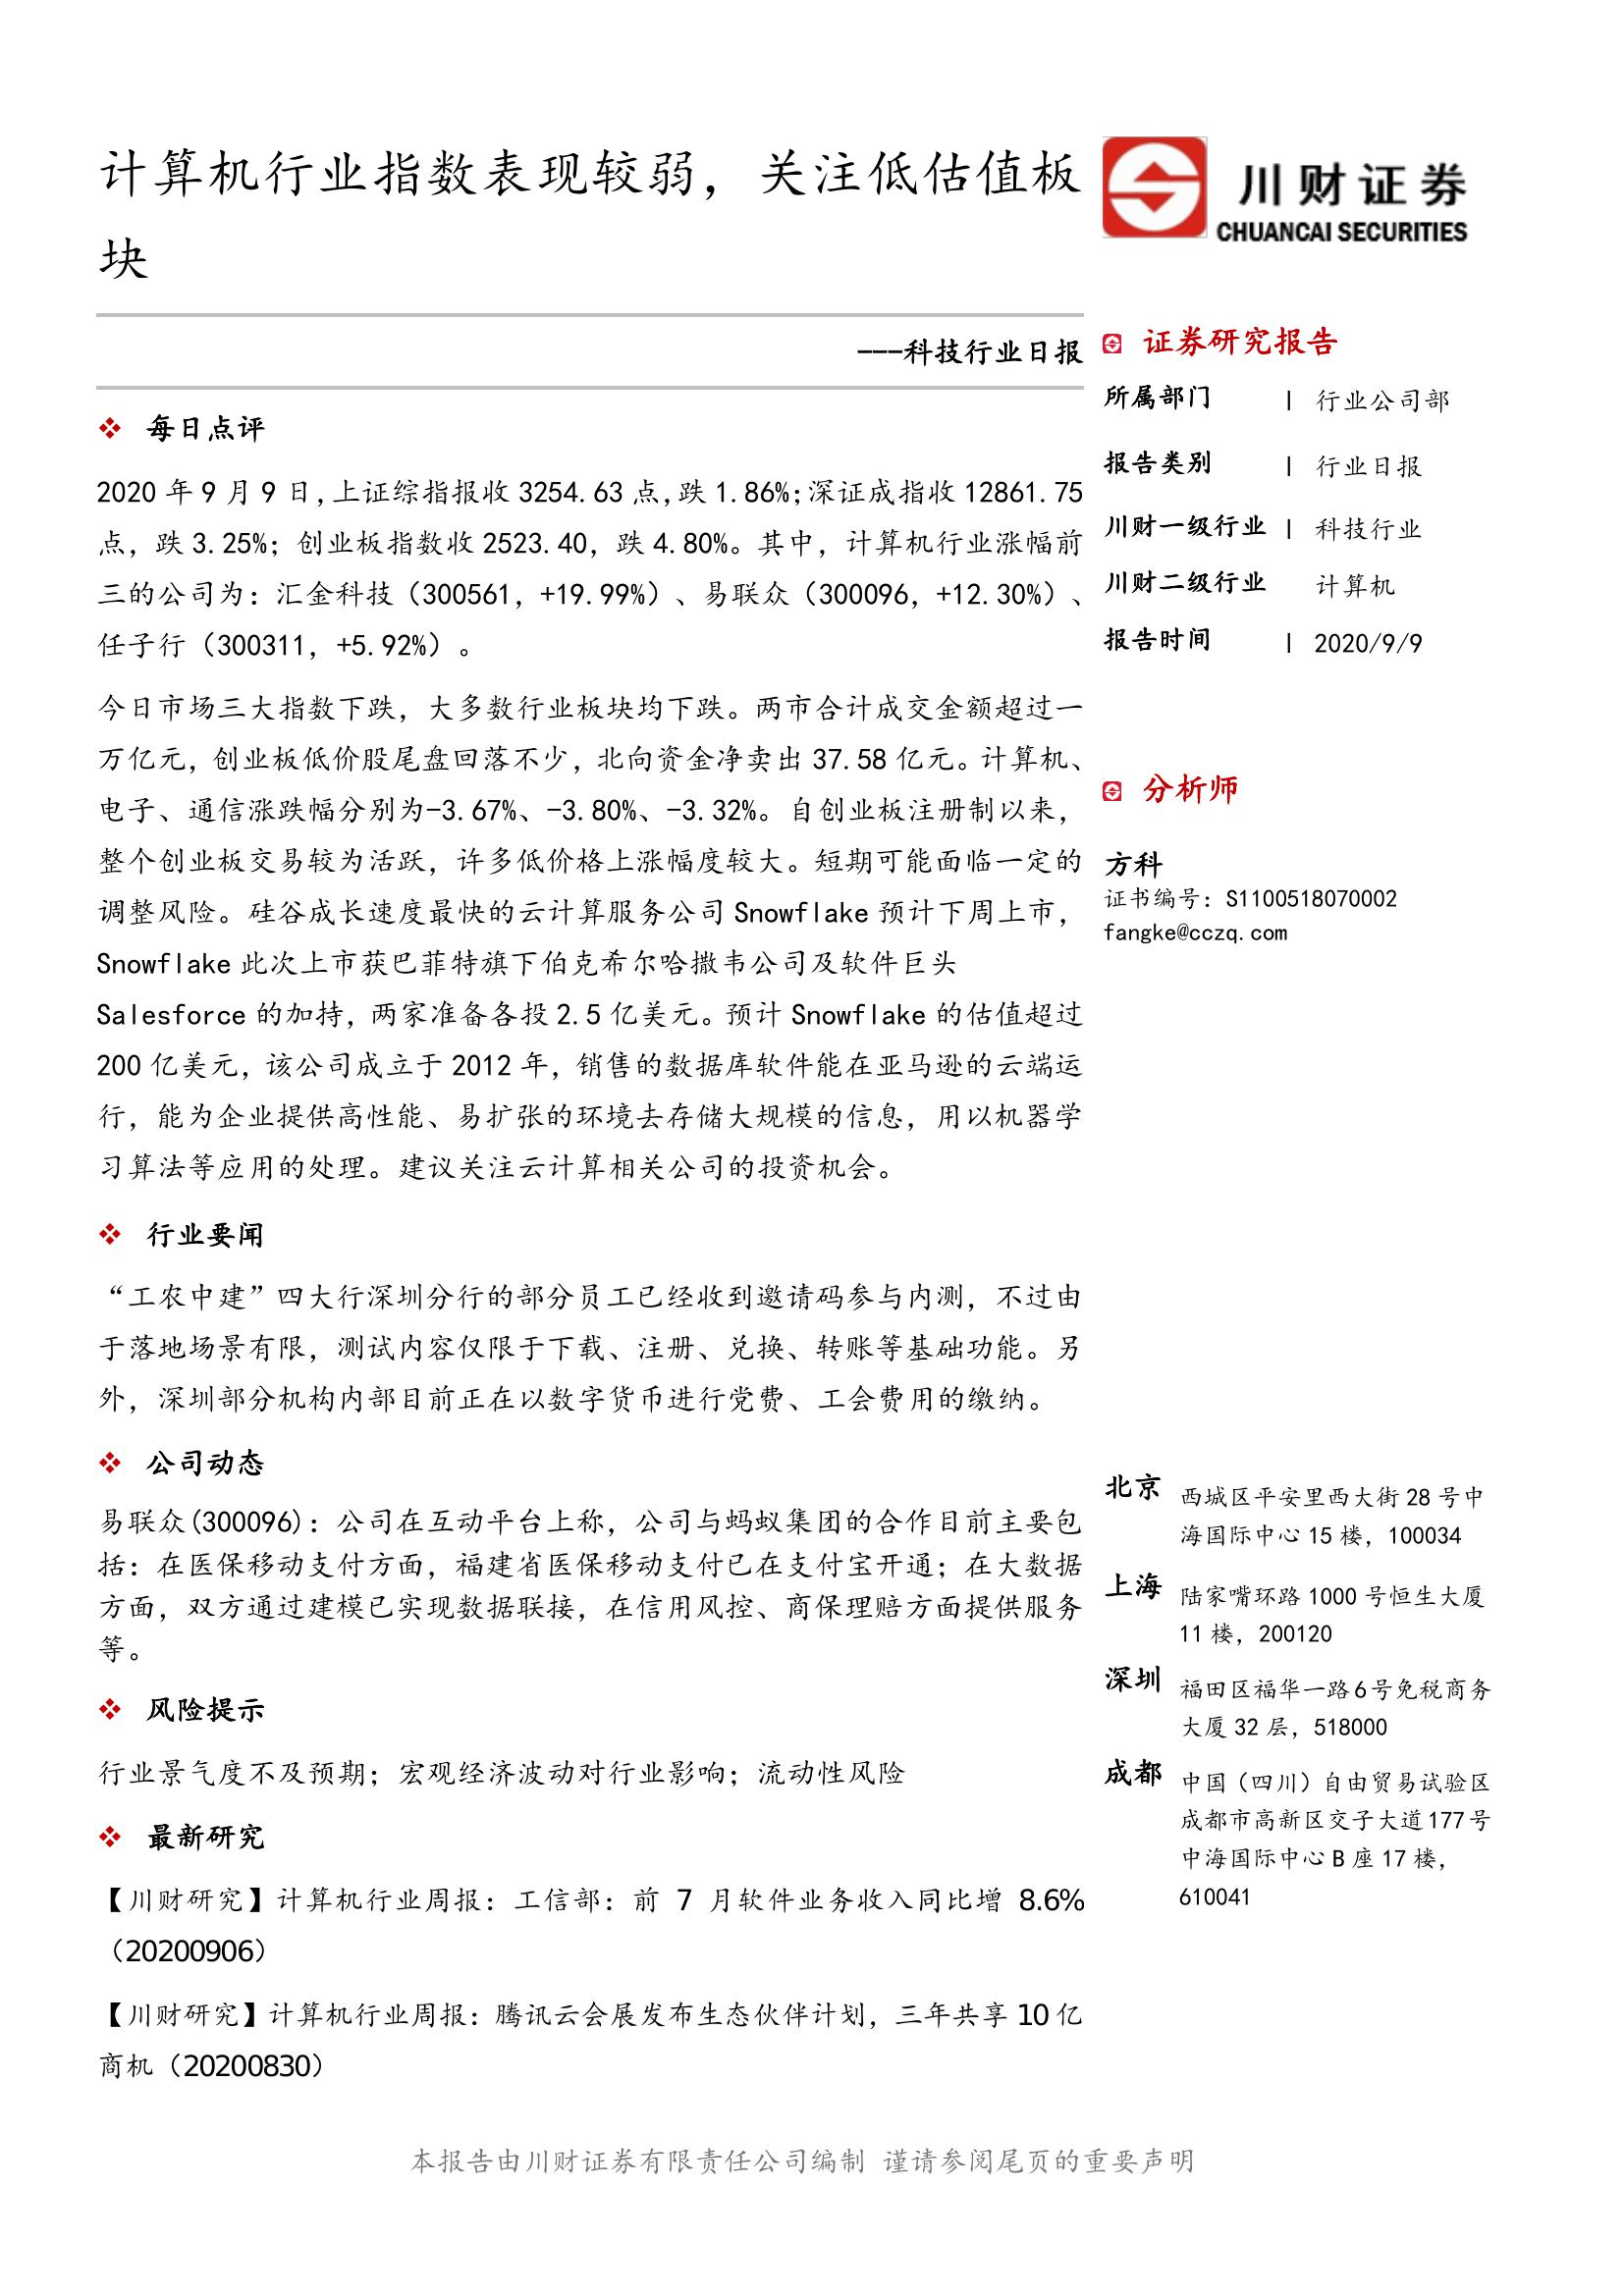 计算机行业指数表现较弱，关注低估值板
块
---科技行业日报
每日点评
2020 年 9 月 9 日，上证综指报收 3254.63 点，跌 1.86%；深证成指收 12861.75
点，跌 3.25%；创业板指数收 2523.40，跌 4.80%。其中，计算机行业涨幅前
三的公司为：汇金科技（300561，+19.99%）、易联众（300096，+12.30%）、
任子行（300311，+5.92%）。
今日市场三大指数下跌，大多数行业板块均下跌。两市合计成交金额超过一
万亿元，创业板低价股尾盘回落不少，北向资金净卖出 37.58 亿元。计算机、
电子、通信涨跌幅分别为-3.67%、-3.80%、-3.32%。自创业板注册制以来，
整个创业板交易较为活跃，许多低价格上涨幅度较大。短期可能面临一定的
调整风险。硅谷成长速度最快的云计算服务公司 Snowflake 预计下周上市，
Snowflake 此次上市获巴菲特旗下伯克希尔哈撒韦公司及软件巨头
Salesforce 的加持，两家准备各投 2.5 亿美元。预计 Snowflake 的估值超过
200 亿美元，该公司成立于 2012 年，销售的数据库软件能在亚马逊的云端运
行，能为企业提供高性能、易扩张的环境去存储大规模的信息，用以机器学
习算法等应用的处理。建议关注云计算相关公司的投资机会。
行业要闻
“工农中建”四大行深圳分行的部分员工已经收到邀请码参与内测，不过由
于落地场景有限，测试内容仅限于下载、注册、兑换、转账等基础功能。另
外，深圳部分机构内部目前正在以数字货币进行党费、工会费用的缴纳。
公司动态
易联众(300096)：公司在互动平台上称，公司与蚂蚁集团的合作目前主要包
括：在医保移动支付方面，福建省医保移动支付已在支付宝开通；在大数据
方面，双方通过建模已实现数据联接，在信用风控、商保理赔方面提供服务
等。
风险提示
行业景气度不及预期；宏观经济波动对行业影响；流动性风险
最新研究
【川财研究】计算机行业周报：工信部：前 7 月软件业务收入同比增 8.6%
（20200906）
【川财研究】计算机行业周报：腾讯云会展发布生态伙伴计划，三年共享 10 亿
商机（20200830）
川财证券
CHUANCAI SECURITIES
证券研究报告
所属部门 | 行业公司部
报告类别 | 行业日报
川财一级行业 | 科技行业
川财二级行业 计算机
报告时间 | 2020/9/9
分析师
方科
证书编号：S1100518070002
fangke@cczq.com
北京 西城区平安里西大街 28 号中
海国际中心 15 楼，100034
上海 陆家嘴环路 1000 号恒生大厦
11 楼，200120
深圳 福田区福华一路 6 号免税商务
大厦 32 层，518000
成都 中国（四川）自由贸易试验区
成都市高新区交子大道 177 号
中海国际中心 B 座 17 楼，
610041
本报告由川财证券有限责任公司编制 谨请参阅尾页的重要声明